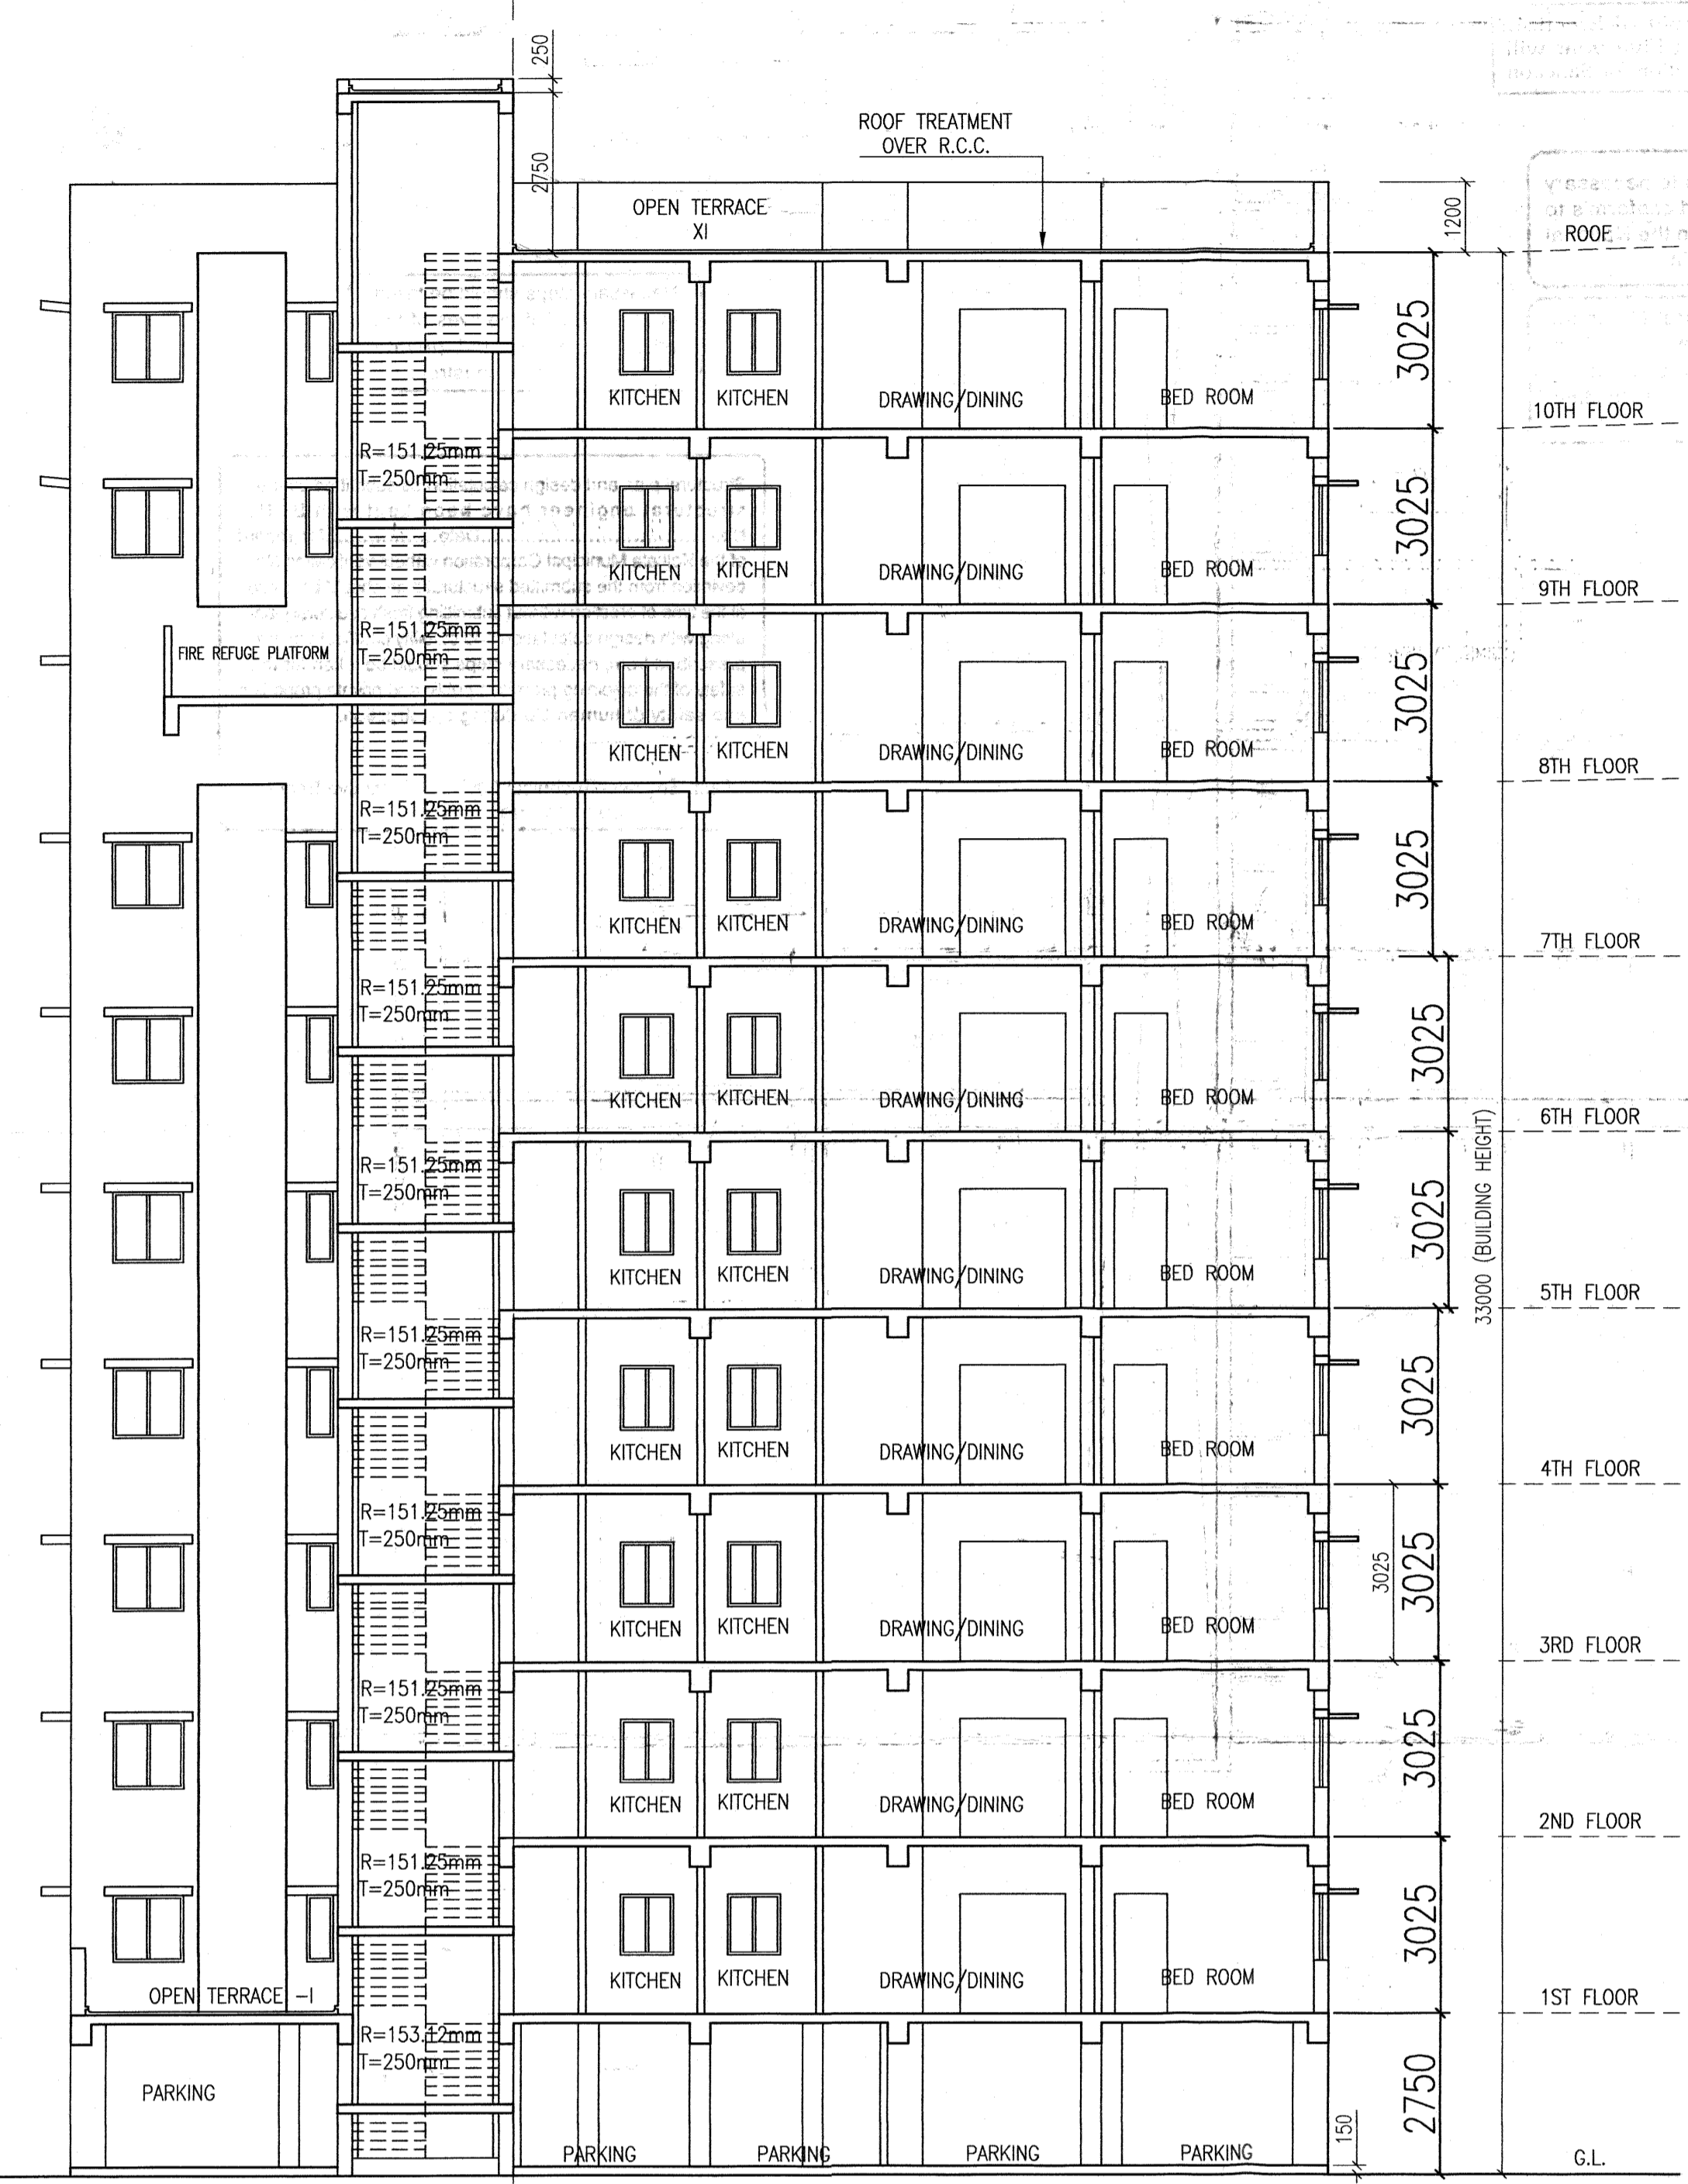 250
2750
ROOF TREATMENT
OVER R.C.C.
OPEN TERRACE
XI
1200
ROOF
3025
KITCHEN KITCHEN DRAWING/DINING BED ROOM
10TH FLOOR
R=151.25mm
T=250mm
3025
KITCHEN KITCHEN DRAWING/DINING BED ROOM
9TH FLOOR
R=151.25mm
T=250mm
FIRE REFUGE PLATFORM
3025
KITCHEN KITCHEN DRAWING/DINING BED ROOM
8TH FLOOR
R=151.25mm
T=250mm
3025
KITCHEN KITCHEN DRAWING/DINING BED ROOM
7TH FLOOR
R=151.25mm
T=250mm
3025
KITCHEN KITCHEN DRAWING/DINING BED ROOM
6TH FLOOR
33000 (BUILDING HEIGHT)
R=151.25mm
T=250mm
3025
KITCHEN KITCHEN DRAWING/DINING BED ROOM
5TH FLOOR
R=151.25mm
T=250mm
3025
KITCHEN KITCHEN DRAWING/DINING BED ROOM
4TH FLOOR
R=151.25mm
T=250mm
3025
3025
KITCHEN KITCHEN DRAWING/DINING BED ROOM
3RD FLOOR
R=151.25mm
T=250mm
3025
KITCHEN KITCHEN DRAWING/DINING BED ROOM
2ND FLOOR
R=151.25mm
T=250mm
3025
KITCHEN KITCHEN DRAWING/DINING BED ROOM
OPEN TERRACE -I
1ST FLOOR
R=153.12mm
T=250mm
2750
PARKING
150
PARKING PARKING PARKING PARKING
G.L.